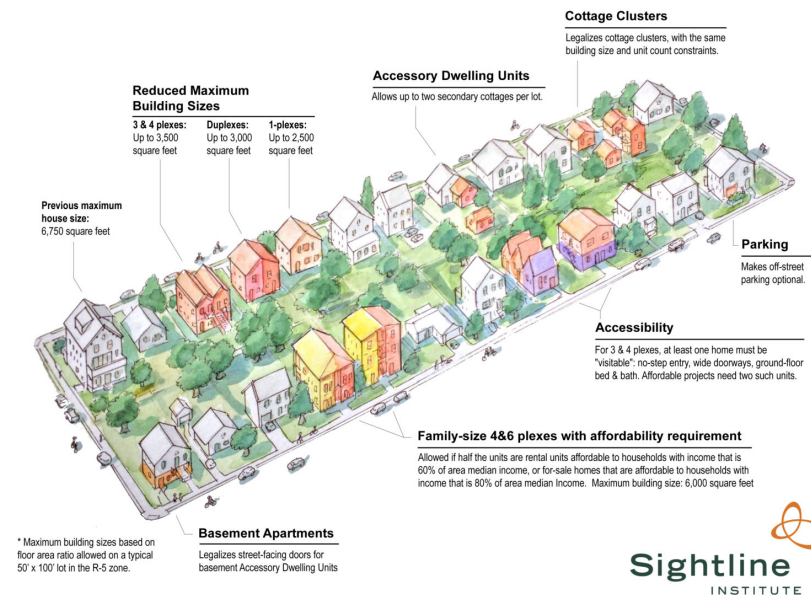 Cottage Clusters
Legalizes cottage clusters, with the same
building size and unit count constraints.
Accessory Dwelling Units
Allows up to two secondary cottages per lot.
Reduced Maximum
Building Sizes
3 & 4 plexes:
Up to 3,500
square feet
Duplexes:
Up to 3,000
square feet
1-plexes:
Up to 2,500
square feet
Previous maximum
house size:
6,750 square feet
Parking
Makes off-street
parking optional.
Accessibility
For 3 & 4 plexes, at least one home must be
"visitable": no-step entry, wide doorways, ground-floor
bed & bath. Affordable projects need two such units.
Family-size 4&6 plexes with affordability requirement
Allowed if half the units are rental units affordable to households with income that is
60% of area median income, or for-sale homes that are affordable to households with
income that is 80% of area median Income. Maximum building size: 6,000 square feet
Basement Apartments
Legalizes street-facing doors for
basement Accessory Dwelling Units
* Maximum building sizes based on
floor area ratio allowed on a typical
50' x 100' lot in the R-5 zone.
Sightline
INSTITUTE